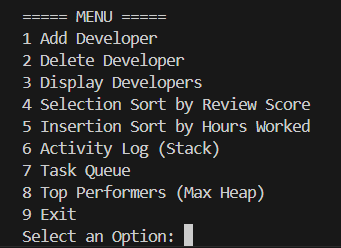 ===== MENU =====
1 Add Developer
2 Delete Developer
3 Display Developers
4 Selection Sort by Review Score
5 Insertion Sort by Hours Worked
6 Activity Log (Stack)
7 Task Queue
8 Top Performers (Max Heap)
9 Exit
Select an Option: